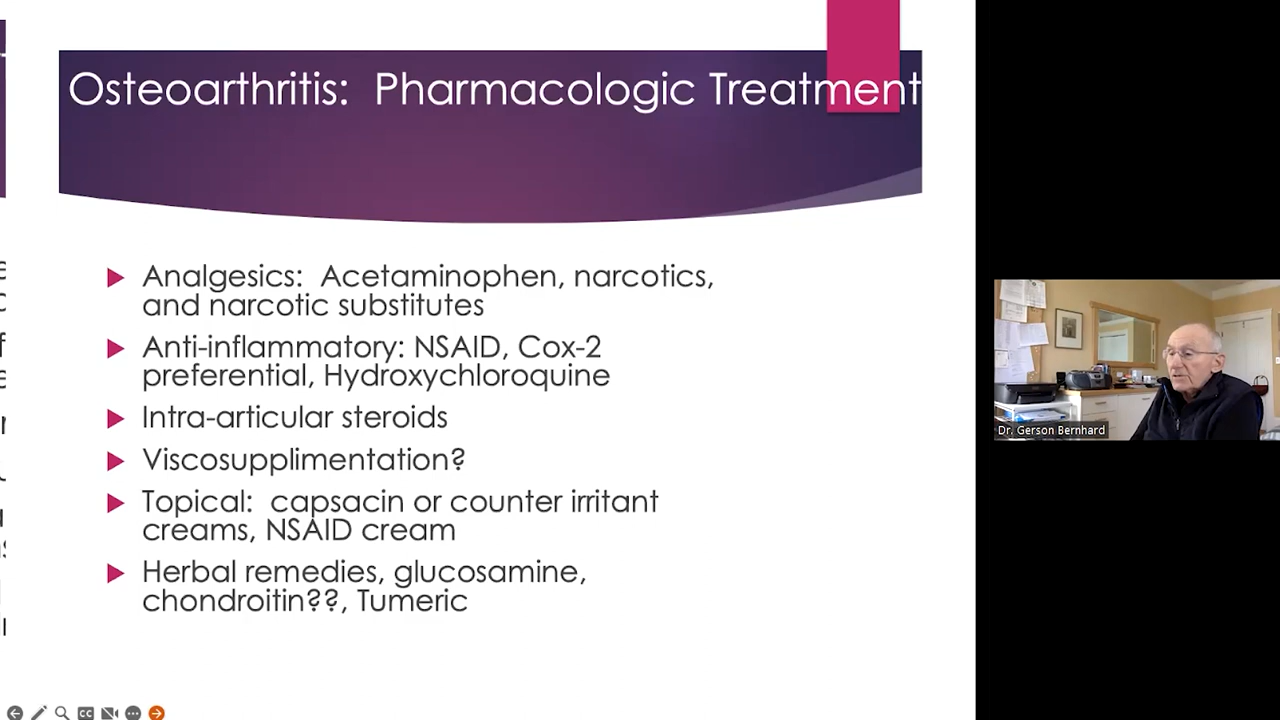 Osteoarthritis:  Pharmacologic Treatment
Analgesics:  Acetaminophen, narcotics,
and narcotic substitutes
Anti-inflammatory: NSAID, Cox-2
preferential, Hydroxychloroquine
Intra-articular steroids
Viscosupplimentation?
Topical:  capsacin or counter irritant
creams, NSAID cream
Herbal remedies, glucosamine,
chondroitin??, Tumeric
Dr. Gerson Bernhard
CC